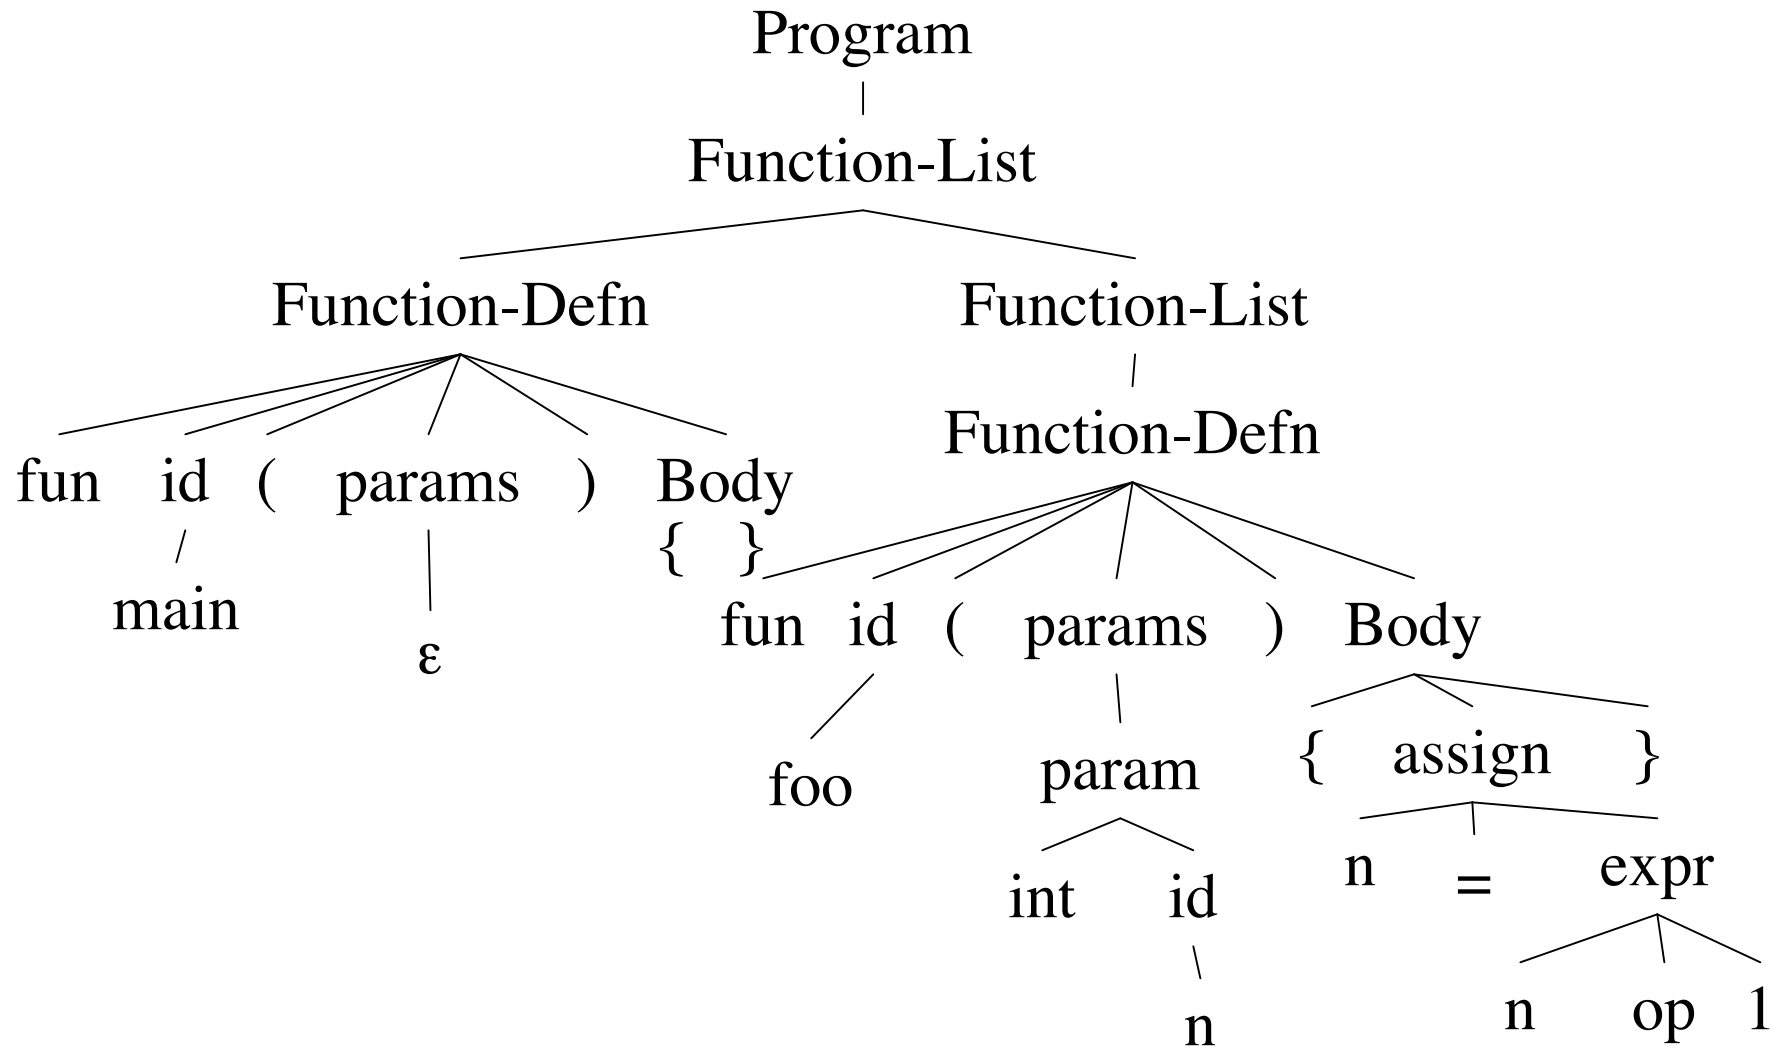 Program
Function-List
Function-Defn Function-List
Function-Defn
fun id ( params ) Body
{ }
main
ε
fun id ( params ) Body
foo
param
{ assign }
int id
n = expr
n
n op 1